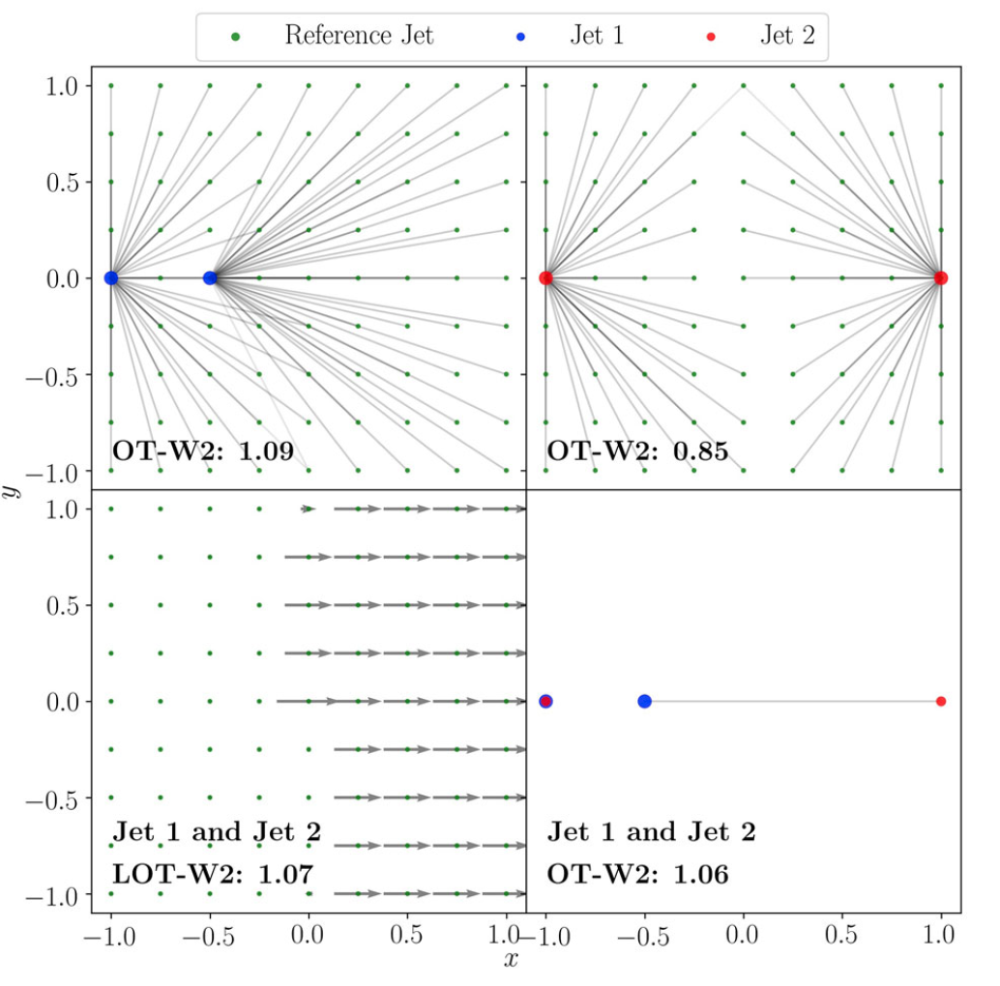 Reference Jet Jet 1 Jet 2
1.0
0.5
0.0
−0.5
−1.0
OT-W2: 1.09
OT-W2: 0.85
y
1.0
0.5
0.0
−0.5
−1.0
Jet 1 and Jet 2
LOT-W2: 1.07
Jet 1 and Jet 2
OT-W2: 1.06
−1.0 −0.5 0.0 0.5 1.0 −1.0 −0.5 0.0 0.5 1.0
x